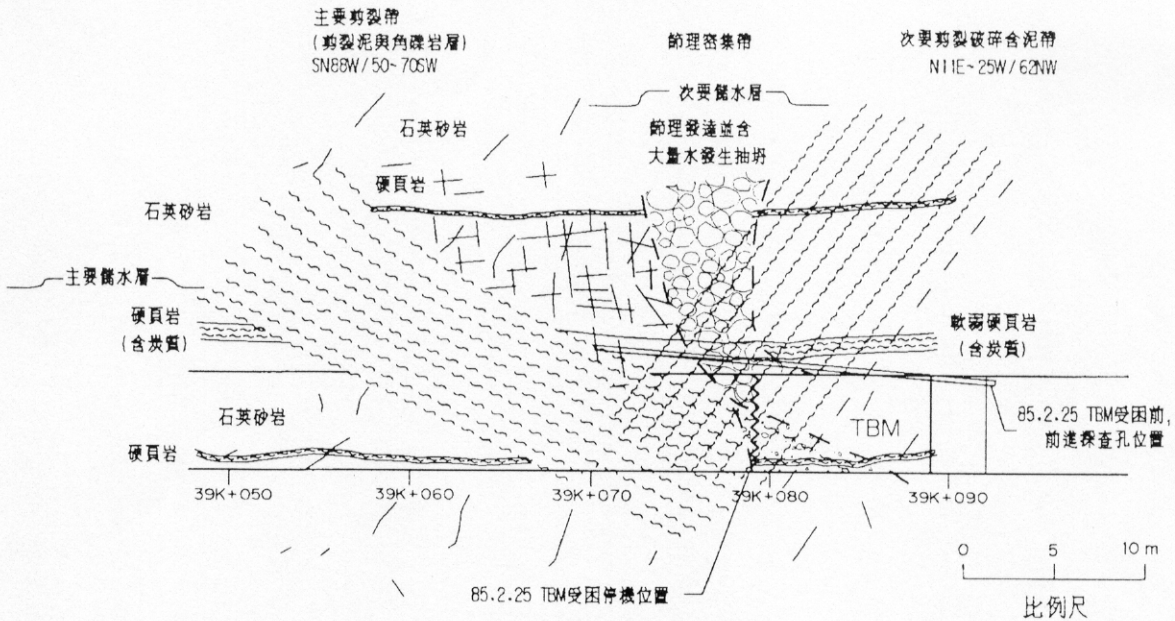 主要剪裂帶
(剪裂泥與角礫岩層)
SN88W/50~70SW
節理密集帶
次要剪裂破碎含泥帶
N11E~25W/62NW
次要儲水層
石英砂岩
節理發達並含
大量水發生抽坍
硬頁岩
石英砂岩
主要儲水層
硬頁岩
(含炭質)
軟弱硬頁岩
(含炭質)
石英砂岩
TBM
85.2.25 TBM受困前,
前進探查孔位置
硬頁岩
39K+050
39K+060
39K+070
39K+080
39K+090
0 5 10 m
85.2.25 TBM受困停機位置
比例尺